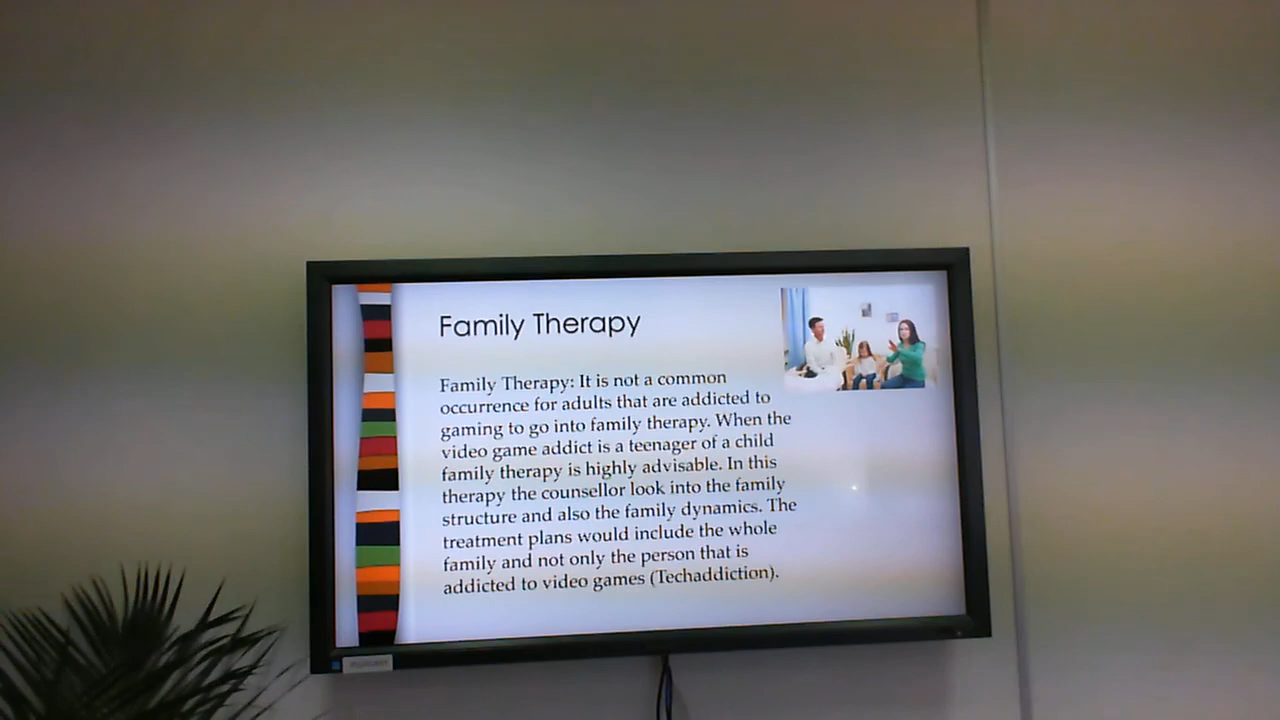 Family Therapy
Family Therapy: It is not a common
occurrence for adults that are addicted to
gaming to go into family therapy. When the
video game addict is a teenager of a child
family therapy is highly advisable. In this
therapy the counsellor look into the family
structure and also the family dynamics. The
treatment plans would include the whole
family and not only the person that is
addicted to video games (Techaddiction).